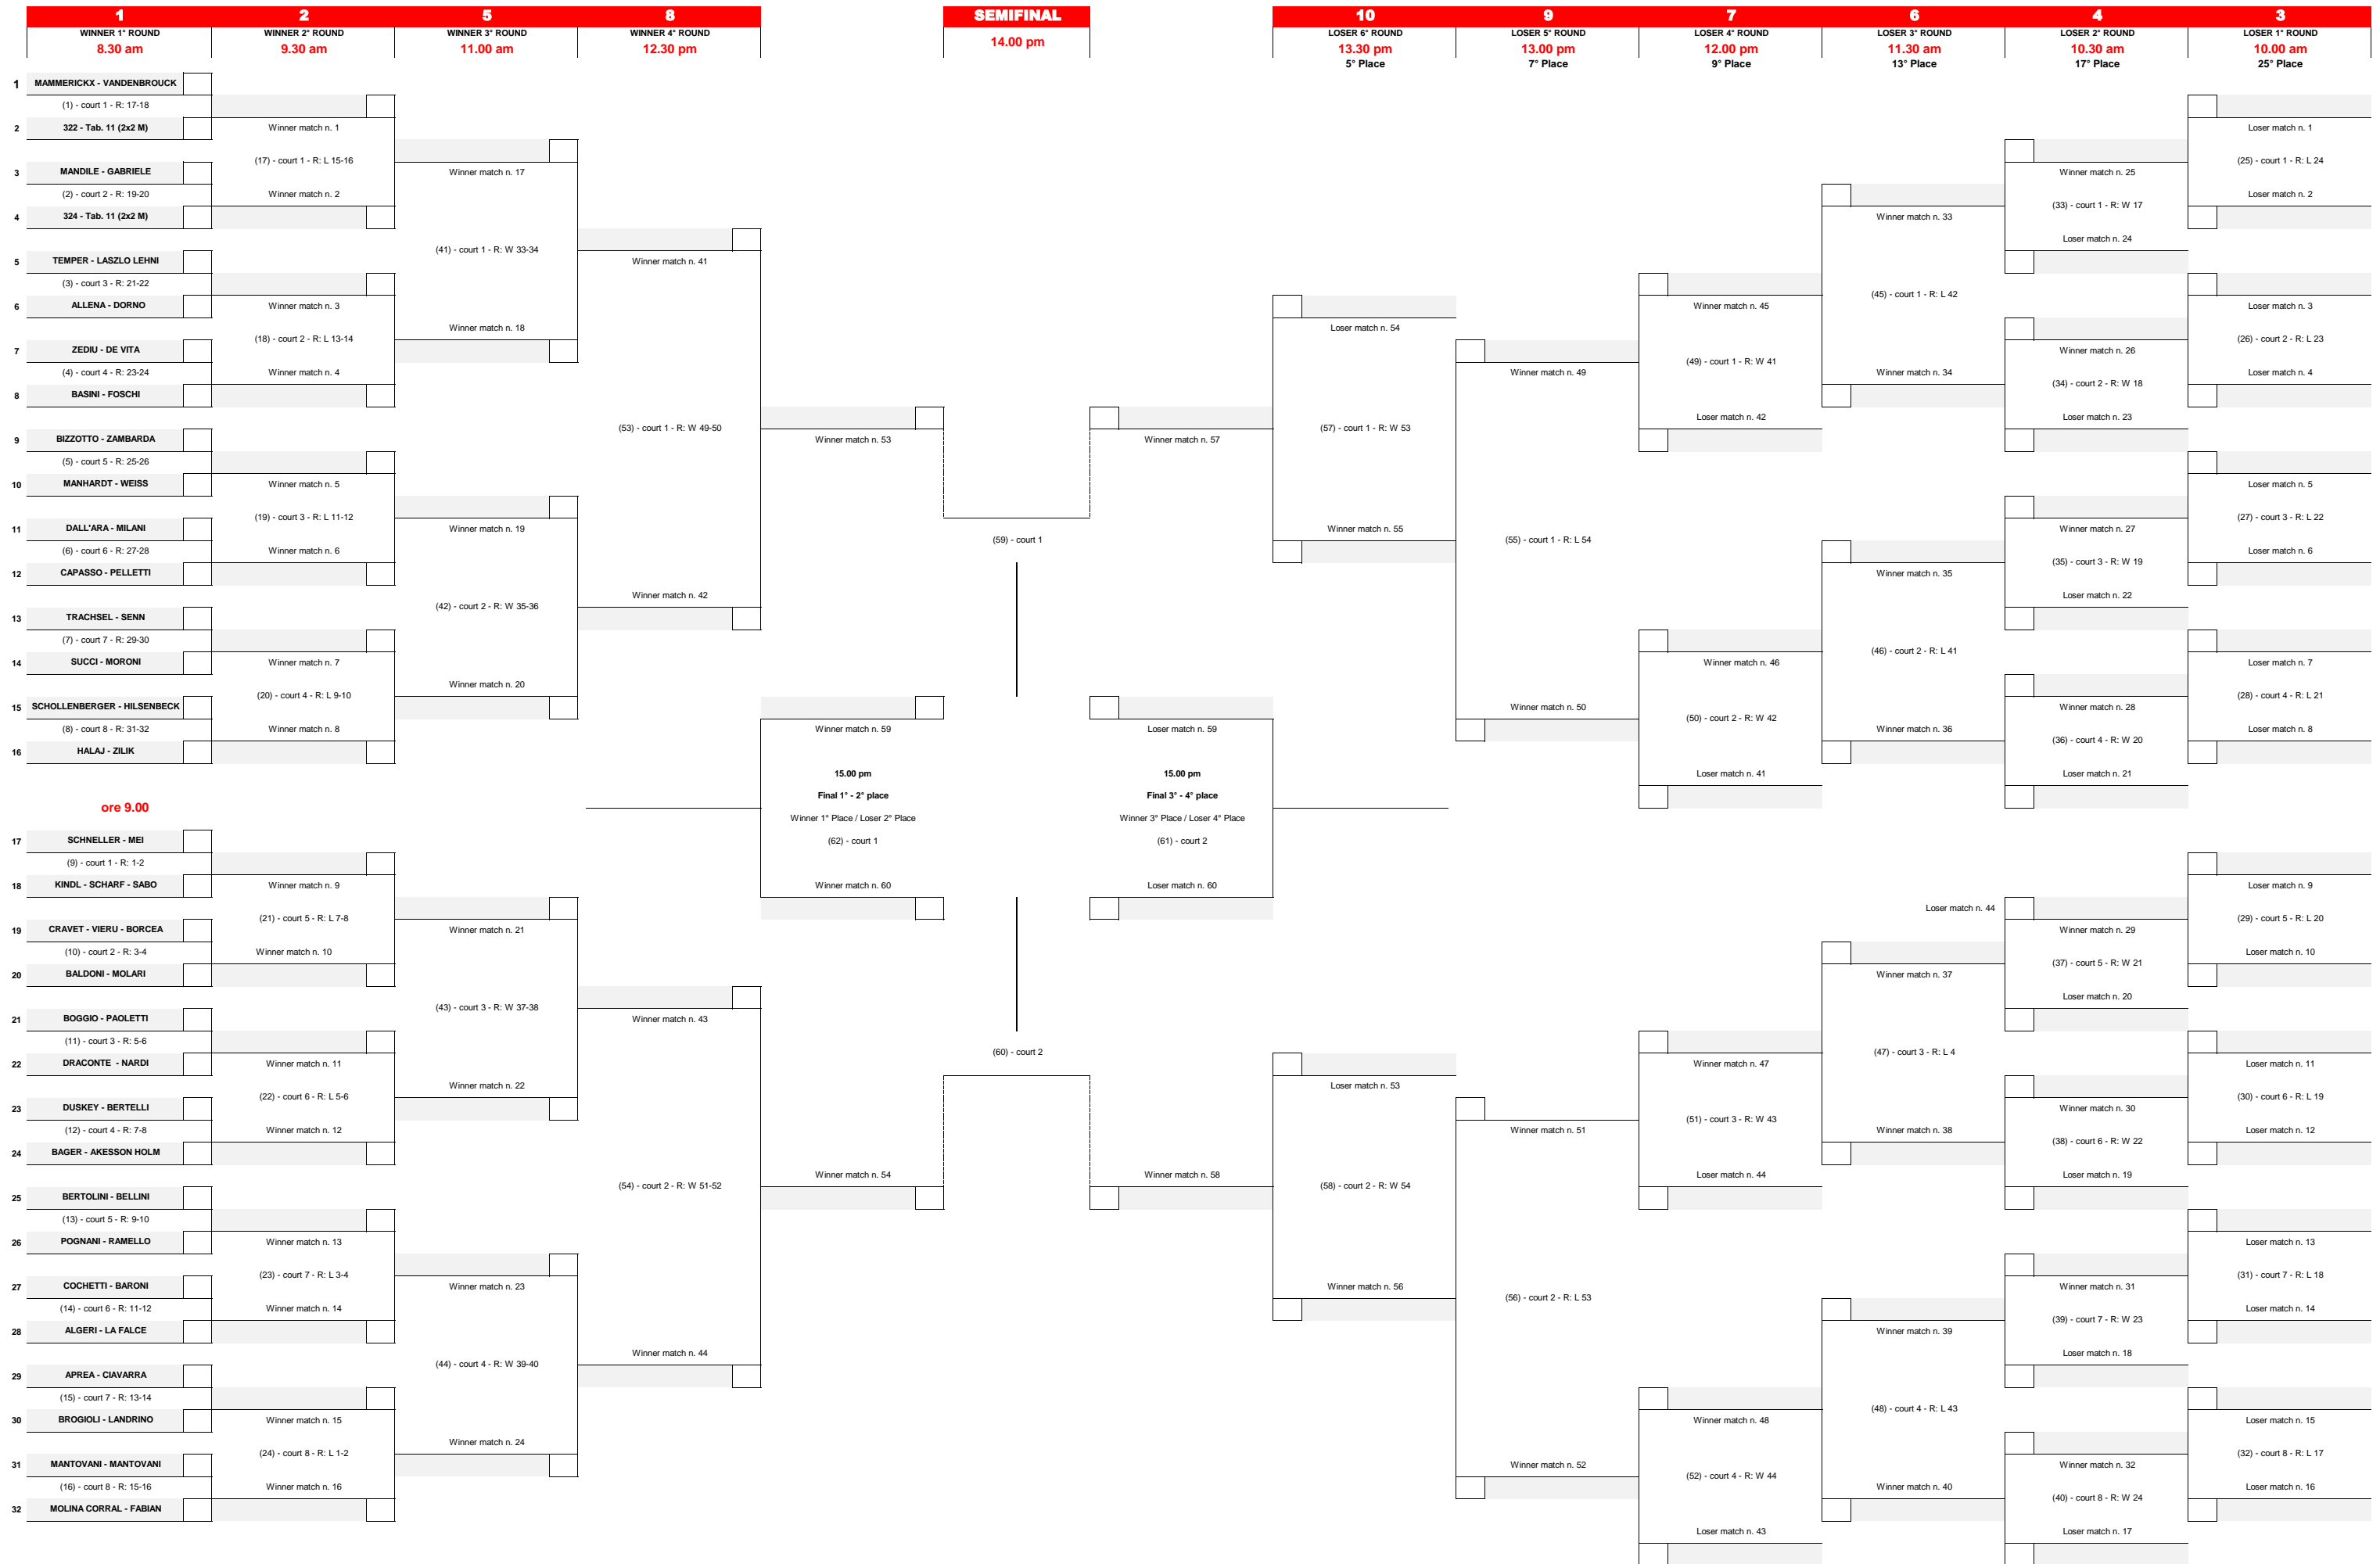 1 2 5 8 SEMIFINAL 10 9 7 6 4 3
WINNER 1° ROUND WINNER 2° ROUND WINNER 3° ROUND WINNER 4° ROUND LOSER 6° ROUND LOSER 5° ROUND LOSER 4° ROUND LOSER 3° ROUND LOSER 2° ROUND LOSER 1° ROUND
8.30 am 9.30 am 11.00 am 12.30 pm 14.00 pm 13.30 pm 13.00 pm 12.00 pm 11.30 am 10.30 am 10.00 am
5° Place 7° Place 9° Place 13° Place 17° Place 25° Place
1 MAMMERICKX - VANDENBROUCK
(1) - court 1 - R: 17-18
2 322 - Tab. 11 (2x2 M)
3 MANDILE - GABRIELE
(2) - court 2 - R: 19-20
4 324 - Tab. 11 (2x2 M)
5 TEMPER - LASZLO LEHNI
(3) - court 3 - R: 21-22
6 ALLENA - DORNO
7 ZEDIU - DE VITA
(4) - court 4 - R: 23-24
8 BASINI - FOSCHI
9 BIZZOTTO - ZAMBARDA
(5) - court 5 - R: 25-26
10 MANHARDT - WEISS
11 DALL'ARA - MILANI
(6) - court 6 - R: 27-28
12 CAPASSO - PELLETTI
13 TRACHSEL - SENN
(7) - court 7 - R: 29-30
14 SUCCI - MORONI
15 SCHOLLENBERGER - HILSENBECK
(8) - court 8 - R: 31-32
16 HALAJ - ZILIK
ore 9.00
17 SCHNELLER - MEI
(9) - court 1 - R: 1-2
18 KINDL - SCHARF - SABO
19 CRAVET - VIERU - BORCEA
(10) - court 2 - R: 3-4
20 BALDONI - MOLARI
21 BOGGIO - PAOLETTI
(11) - court 3 - R: 5-6
22 DRACONTE - NARDI
23 DUSKEY - BERTELLI
(12) - court 4 - R: 7-8
24 BAGER - AKESSON HOLM
25 BERTOLINI - BELLINI
(13) - court 5 - R: 9-10
26 POGNANI - RAMELLO
27 COCHETTI - BARONI
(14) - court 6 - R: 11-12
28 ALGERI - LA FALCE
29 APREA - CIAVARRA
(15) - court 7 - R: 13-14
30 BROGIOLI - LANDRINO
31 MANTOVANI - MANTOVANI
(16) - court 8 - R: 15-16
32 MOLINA CORRAL - FABIAN
Winner match n. 1
(17) - court 1 - R: L 15-16
Winner match n. 2
Winner match n. 3
(18) - court 2 - R: L 13-14
Winner match n. 4
Winner match n. 5
(19) - court 3 - R: L 11-12
Winner match n. 6
Winner match n. 7
(20) - court 4 - R: L 9-10
Winner match n. 8
Winner match n. 9
(21) - court 5 - R: L 7-8
Winner match n. 10
Winner match n. 11
(22) - court 6 - R: L 5-6
Winner match n. 12
Winner match n. 13
(23) - court 7 - R: L 3-4
Winner match n. 14
Winner match n. 15
(24) - court 8 - R: L 1-2
Winner match n. 16
Winner match n. 17
(41) - court 1 - R: W 33-34
Winner match n. 18
Winner match n. 19
(42) - court 2 - R: W 35-36
Winner match n. 20
Winner match n. 21
(43) - court 3 - R: W 37-38
Winner match n. 22
Winner match n. 23
(44) - court 4 - R: W 39-40
Winner match n. 24
Winner match n. 41
(53) - court 1 - R: W 49-50
Winner match n. 42
Winner match n. 43
(54) - court 2 - R: W 51-52
Winner match n. 44
Winner match n. 53
Winner match n. 59
15.00 pm
Final 1° - 2° place
Winner 1° Place / Loser 2° Place
(62) - court 1
Winner match n. 60
Winner match n. 54
(59) - court 1
(60) - court 2
Winner match n. 57
Loser match n. 59
15.00 pm
Final 3° - 4° place
Winner 3° Place / Loser 4° Place
(61) - court 2
Loser match n. 60
Winner match n. 58
Loser match n. 54
(57) - court 1 - R: W 53
Winner match n. 55
Loser match n. 53
(58) - court 2 - R: W 54
Winner match n. 56
Winner match n. 49
(55) - court 1 - R: L 54
Winner match n. 50
Winner match n. 51
(56) - court 2 - R: L 53
Winner match n. 52
Winner match n. 45
(49) - court 1 - R: W 41
Loser match n. 42
Winner match n. 46
(50) - court 2 - R: W 42
Loser match n. 41
Winner match n. 47
(51) - court 3 - R: W 43
Loser match n. 44
Winner match n. 48
(52) - court 4 - R: W 44
Loser match n. 43
Winner match n. 33
(45) - court 1 - R: L 42
Winner match n. 34
Winner match n. 35
(46) - court 2 - R: L 41
Winner match n. 36
Loser match n. 44
Winner match n. 37
(47) - court 3 - R: L 4
Winner match n. 38
Winner match n. 39
(48) - court 4 - R: L 43
Winner match n. 40
Winner match n. 25
(33) - court 1 - R: W 17
Loser match n. 24
Winner match n. 26
(34) - court 2 - R: W 18
Loser match n. 23
Winner match n. 27
(35) - court 3 - R: W 19
Loser match n. 22
Winner match n. 28
(36) - court 4 - R: W 20
Loser match n. 21
Winner match n. 29
(37) - court 5 - R: W 21
Loser match n. 20
Winner match n. 30
(38) - court 6 - R: W 22
Loser match n. 19
Winner match n. 31
(39) - court 7 - R: W 23
Loser match n. 18
Winner match n. 32
(40) - court 8 - R: W 24
Loser match n. 17
Loser match n. 1
(25) - court 1 - R: L 24
Loser match n. 2
Loser match n. 3
(26) - court 2 - R: L 23
Loser match n. 4
Loser match n. 5
(27) - court 3 - R: L 22
Loser match n. 6
Loser match n. 7
(28) - court 4 - R: L 21
Loser match n. 8
Loser match n. 9
(29) - court 5 - R: L 20
Loser match n. 10
Loser match n. 11
(30) - court 6 - R: L 19
Loser match n. 12
Loser match n. 13
(31) - court 7 - R: L 18
Loser match n. 14
Loser match n. 15
(32) - court 8 - R: L 17
Loser match n. 16